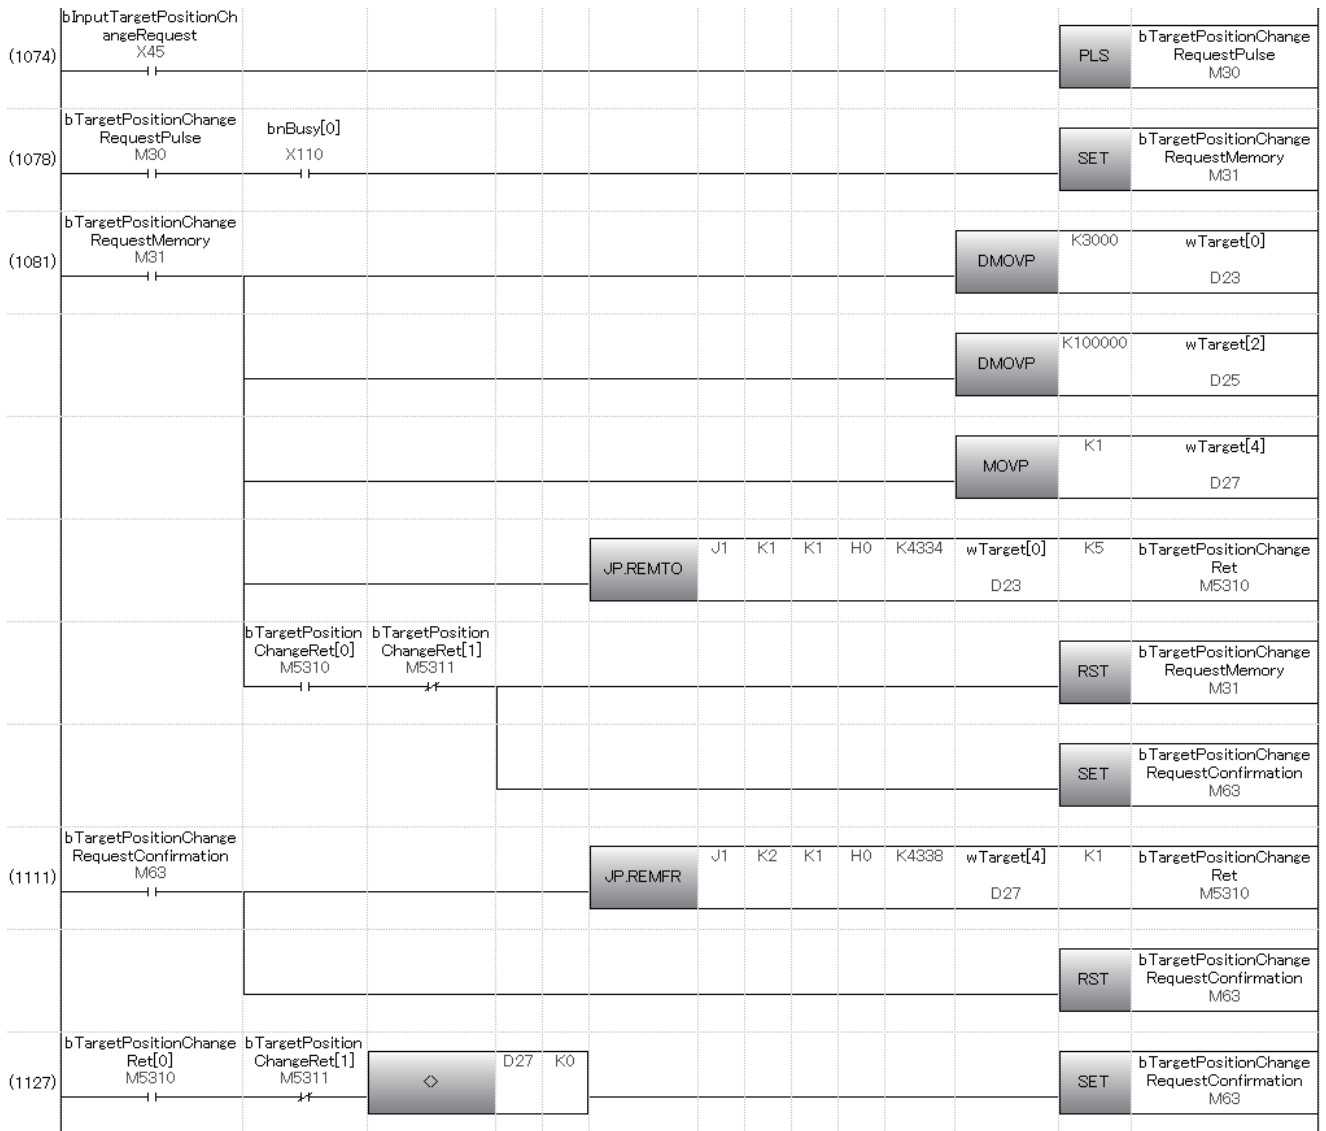 bInputTargetPositionCh
angeRequest
X45
(1074)
PLS
bTargetPositionChange
RequestPulse
M30
bTargetPositionChange
RequestPulse
M30
bnBusy[0]
X110
(1078)
SET
bTargetPositionChange
RequestMemory
M31
bTargetPositionChange
RequestMemory
M31
(1081)
DMOVP
K3000
wTarget[0]
D23
DMOVP
K100000
wTarget[2]
D25
MOVP
K1
wTarget[4]
D27
JP.REMTO
J1
K1
K1
H0
K4334
wTarget[0]
D23
K5
bTargetPositionChange
Ret
M5310
bTargetPosition
ChangeRet[0]
M5310
bTargetPosition
ChangeRet[1]
M5311
RST
bTargetPositionChange
RequestMemory
M31
SET
bTargetPositionChange
RequestConfirmation
M63
bTargetPositionChange
RequestConfirmation
M63
(1111)
JP.REMFR
J1
K2
K1
H0
K4338
wTarget[4]
D27
K1
bTargetPositionChange
Ret
M5310
RST
bTargetPositionChange
RequestConfirmation
M63
bTargetPositionChange
Ret[0]
M5310
bTargetPosition
ChangeRet[1]
M5311
(1127)
<>
D27
K0
SET
bTargetPositionChange
RequestConfirmation
M63